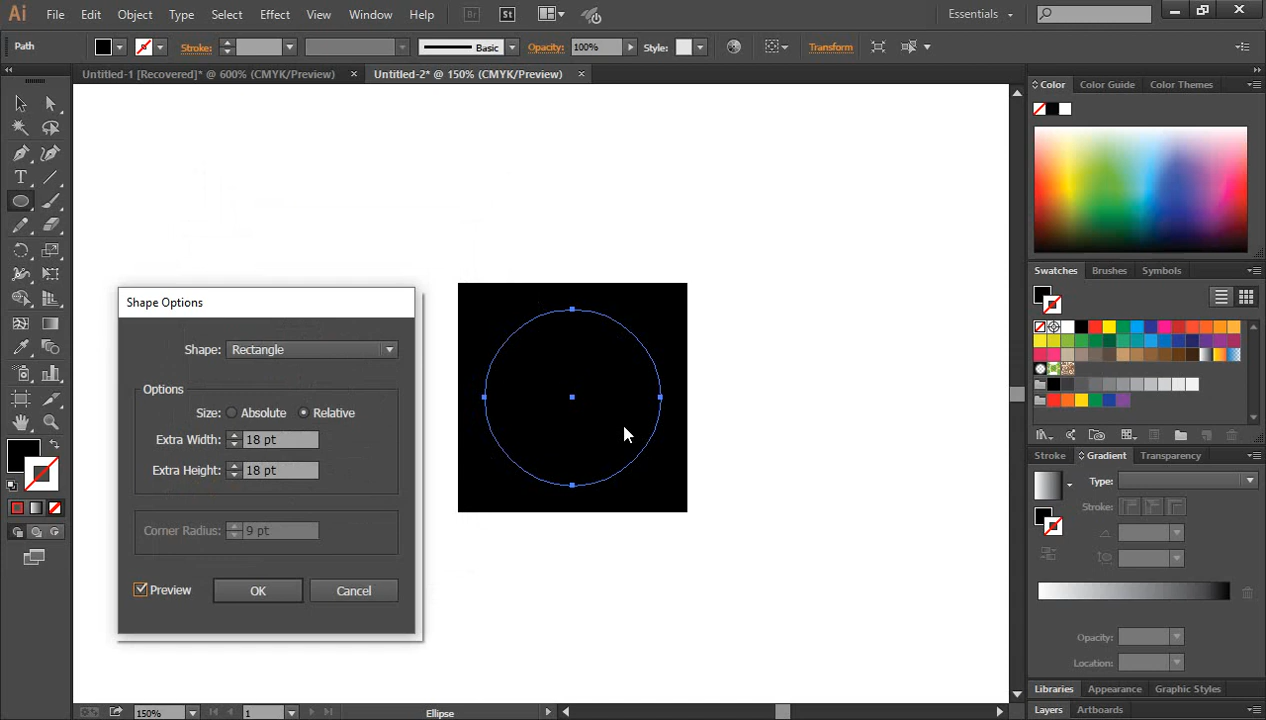 Ai File Edit Object Type Select Effect View Window Help Br St Essentials
Path Stroke: Basic Opacity: 100% Style: Transform
Untitled-1 [Recovered]* @ 600% (CMYK/Preview) × Untitled-2* @ 150% (CMYK/Preview) ×
Color Color Guide Color Themes
Swatches Brushes Symbols
Shape Options
Shape: Rectangle
Options
Size: Absolute Relative
Extra Width: 18 pt
Extra Height: 18 pt
Corner Radius: 9 pt
Preview OK Cancel
Stroke Gradient Transparency
Type:
Stroke:
Opacity:
Location:
Libraries Appearance Graphic Styles
Layers Artboards
150% 1 Ellipse